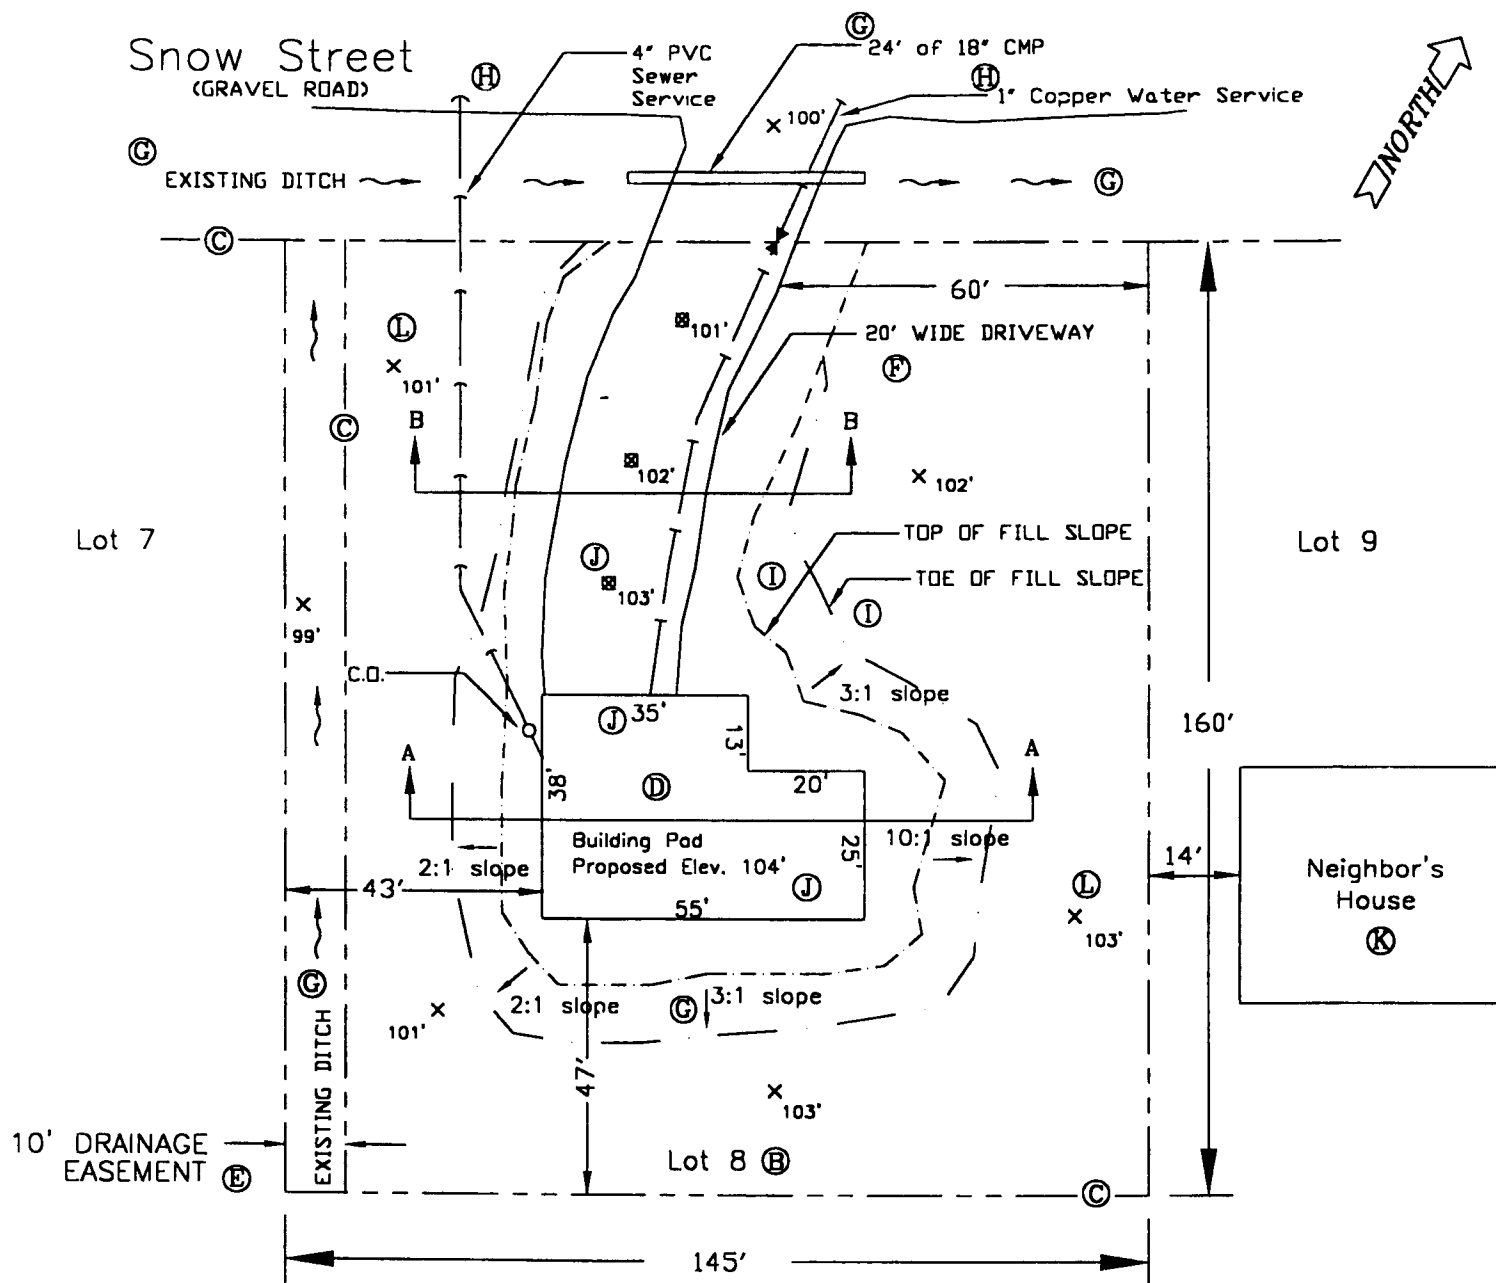 Snow Street
(GRAVEL ROAD)
G
24' of 18" CMP
4" PVC
Sewer
Service
H
H
1" Copper Water Service
100'
NORTH
G
EXISTING DITCH
G
C
60'
L
101'
101'
20' WIDE DRIVEWAY
F
C
B
B
102'
102'
Lot 7
TOP OF FILL SLOPE
Lot 9
J
I
TOE OF FILL SLOPE
103'
I
99'
C.O.
3:1 slope
J
35'
13'
160'
A
A
38'
D
20'
Building Pad
Proposed Elev. 104'
25'
10:1 slope
2:1 slope
43'
J
14'
Neighbor's
House
K
L
103'
55'
G
2:1 slope
G
3:1 slope
101'
EXISTING DITCH
47'
103'
10' DRAINAGE
EASEMENT
E
Lot 8 B
C
145'